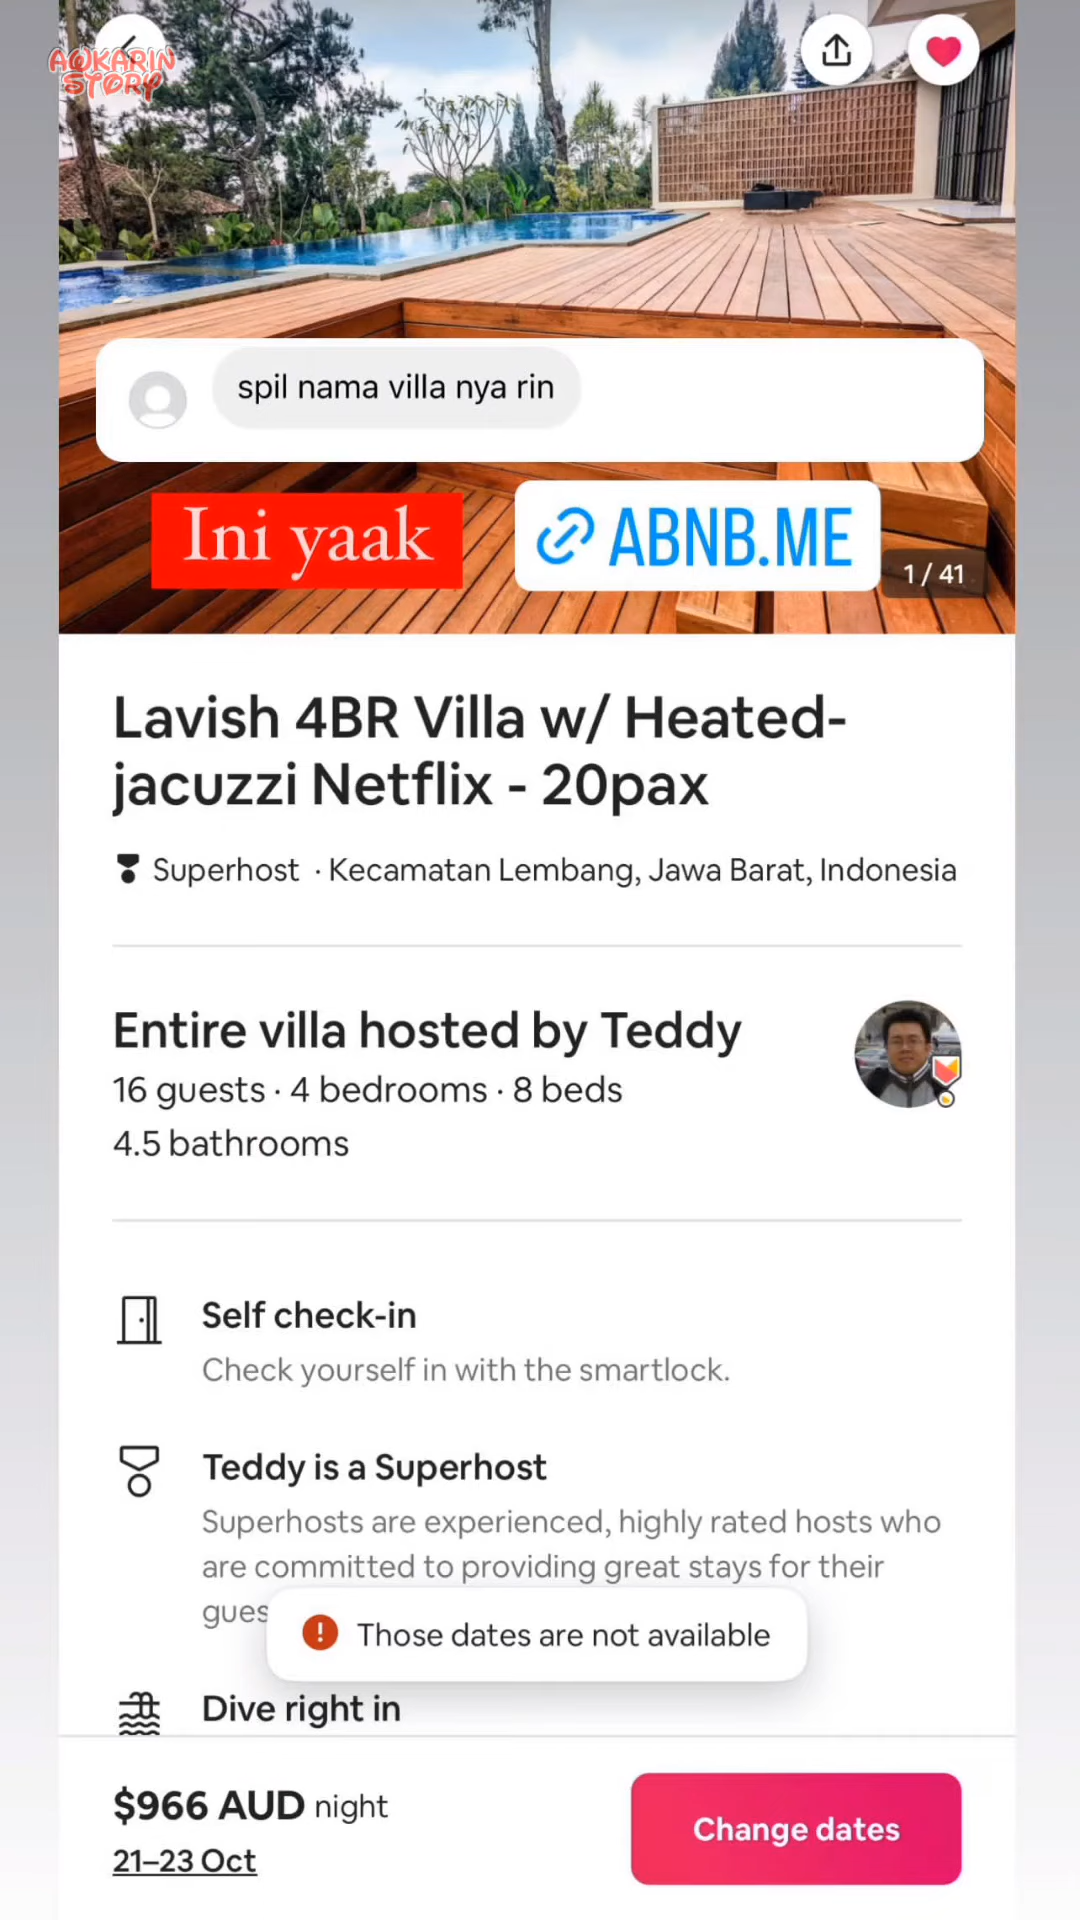 AWKARIN
STORY
spil nama villa nya rin
Ini yaak
ABNB.ME
1 / 41
Lavish 4BR Villa w/ Heated-
jacuzzi Netflix - 20pax
Superhost · Kecamatan Lembang, Jawa Barat, Indonesia
Entire villa hosted by Teddy
16 guests · 4 bedrooms · 8 beds
4.5 bathrooms
Self check-in
Check yourself in with the smartlock.
Teddy is a Superhost
Superhosts are experienced, highly rated hosts who
are committed to providing great stays for their
gues
Those dates are not available
Dive right in
$966 AUD night
21–23 Oct
Change dates